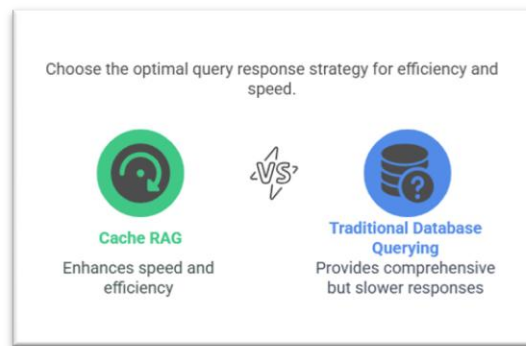 Choose the optimal query response strategy for efficiency and
speed.
VS
Cache RAG
Enhances speed and
efficiency
?
Traditional Database
Querying
Provides comprehensive
but slower responses